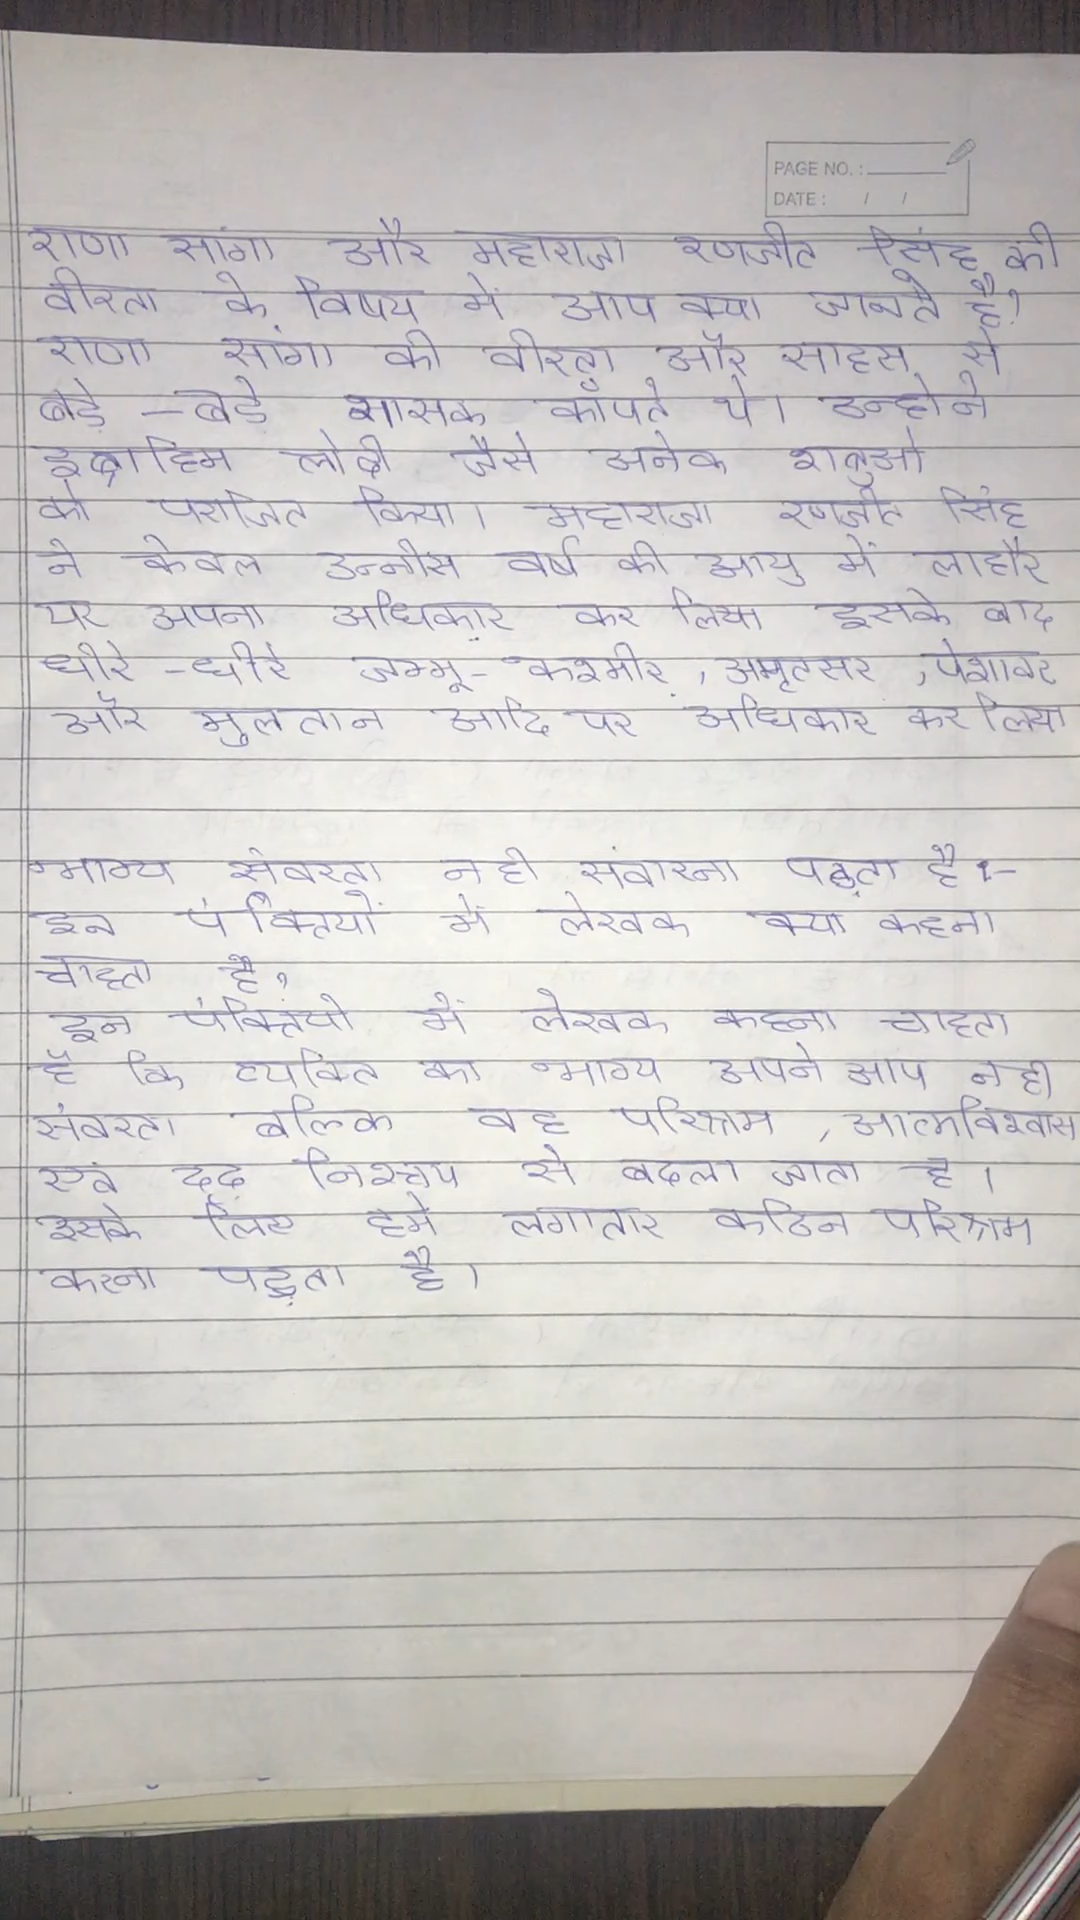 PAGE NO. :
DATE : / /
राणा सांगा और महाराजा रणजीत सिंह की
वीरता के विषय में आप क्या जानते है?
राणा सांगा की वीरता और साहस से
बड़े - बड़े शासक काँपते थे। उन्होने
इब्राहिम लोदी जैसे अनेक शत्रुओ
को पराजित किया। महाराजा रणजीत सिंह
ने केवल उन्नीस वर्ष की आयु में लाहौर
पर अपना अधिकार कर लिया इसके बाद
धीरे - धीरे जम्मू - कश्मीर, अमृतसर, पेशावर
और मुलतान आदि पर अधिकार कर लिया
भाग्य संवरता नही संवारना पड़ता है :-
इन पंक्तियों में लेखक क्या कहना
चाहता है?
इन पंक्तियो में लेखक कहना चाहता
है कि व्यक्ति का भाग्य अपने आप नही
संवरता बल्कि वह परिश्रम, आत्मविश्वास
एवं दृढ़ निश्चय से बदला जाता है।
इसके लिए हमें लगातार कठिन परिश्रम
करना पड़ता है।